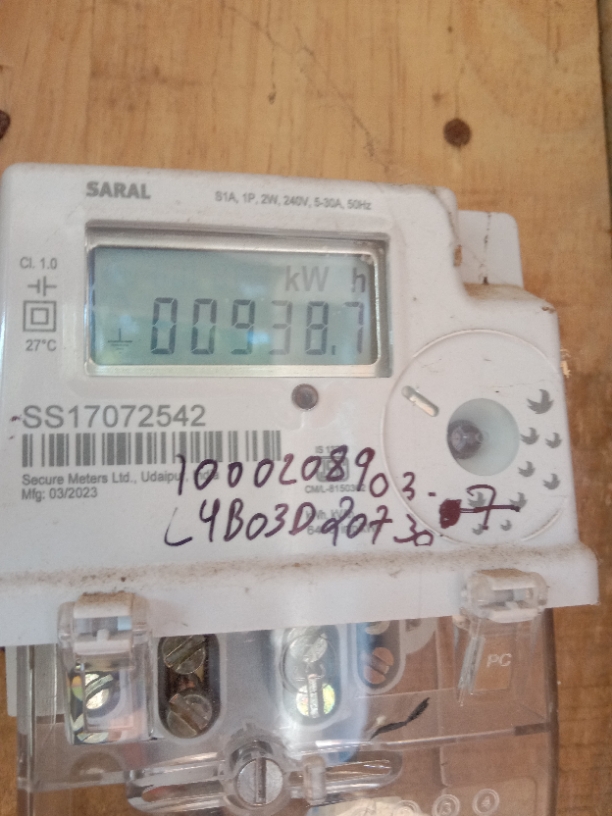 SARAL
S1A, 1P, 2W, 240V, 5-30A, 50Hz
Cl. 1.0
kW h
00938.7
27°C
SS17072542
Secure Meters Ltd., Udaipur
Mfg: 03/2023
1000208903.
L4B03D20730
PC